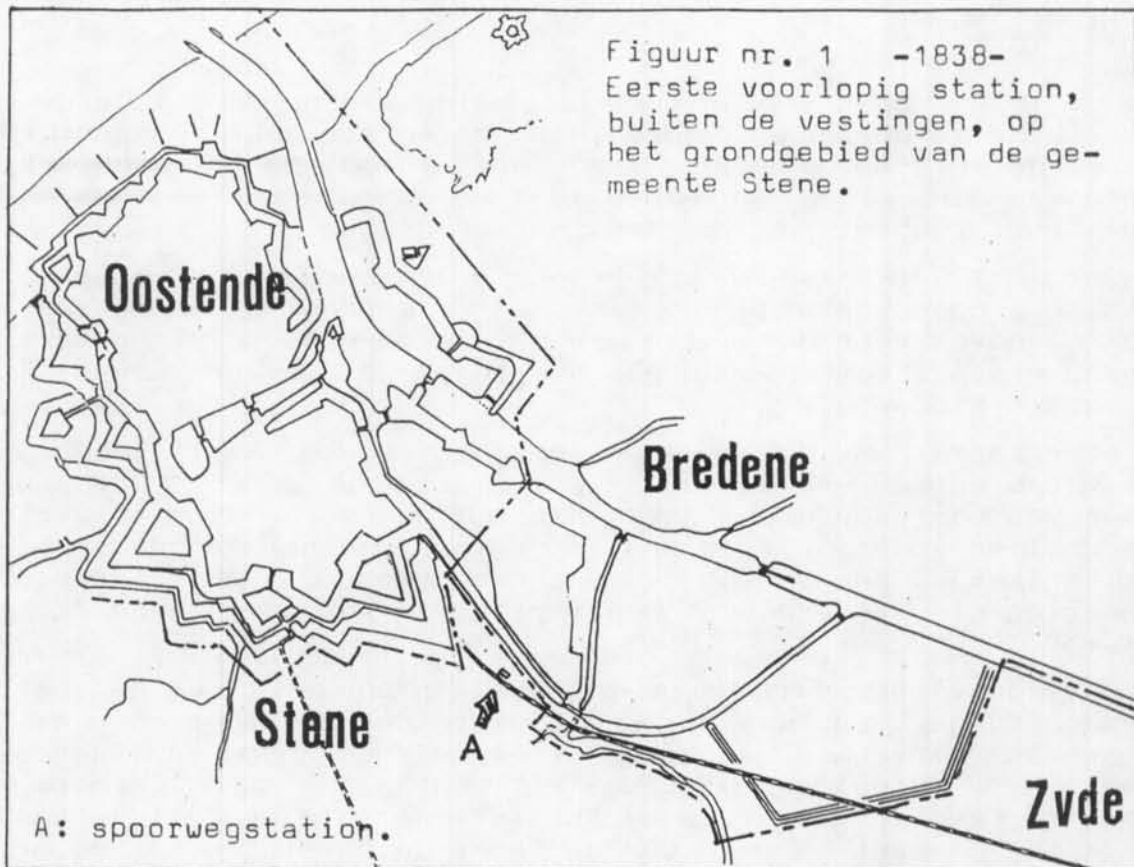 Figuur nr. 1 -1838-
Eerste voorlopig station,
buiten de vestingen, op
het grondgebied van de ge-
meente Stene.
Oostende
Bredene
Stene
A
Zvde
A: spoorwegstation.